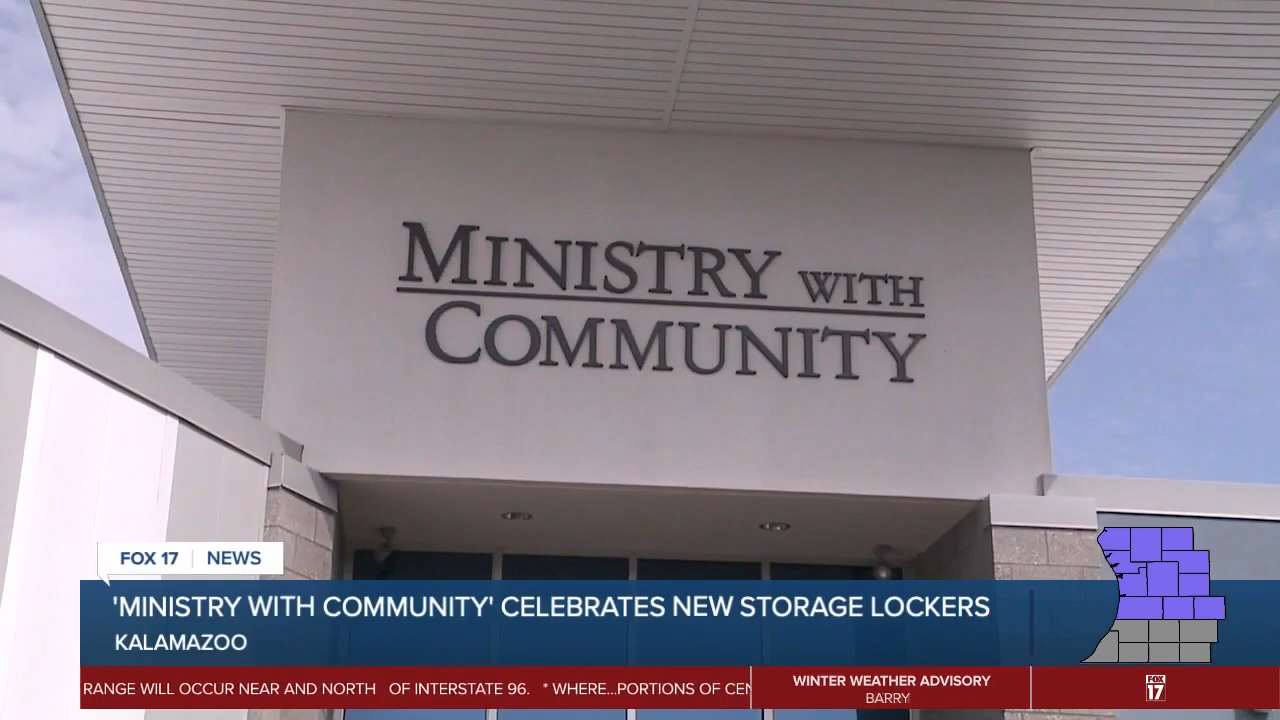 MINISTRY WITH
COMMUNITY
FOX 17 | NEWS
'MINISTRY WITH COMMUNITY' CELEBRATES NEW STORAGE LOCKERS
KALAMAZOO
RANGE WILL OCCUR NEAR AND NORTH OF INTERSTATE 96. * WHERE...PORTIONS OF
WINTER WEATHER ADVISORY
BARRY
FOX
17